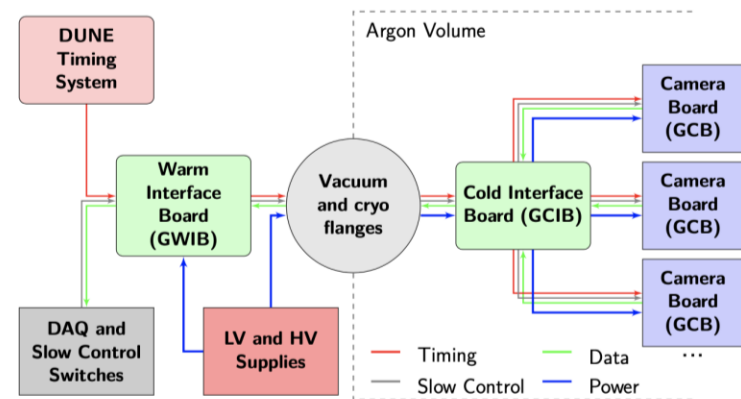 DUNE
Timing
System
Argon Volume
Camera
Board
(GCB)
Warm
Interface
Board
(GWIB)
Vacuum
and cryo
flanges
Cold Interface
Board (GCIB)
Camera
Board
(GCB)
DAQ and
Slow Control
Switches
LV and HV
Supplies
Camera
Board
(GCB)
...
Timing
Data
Slow Control
Power